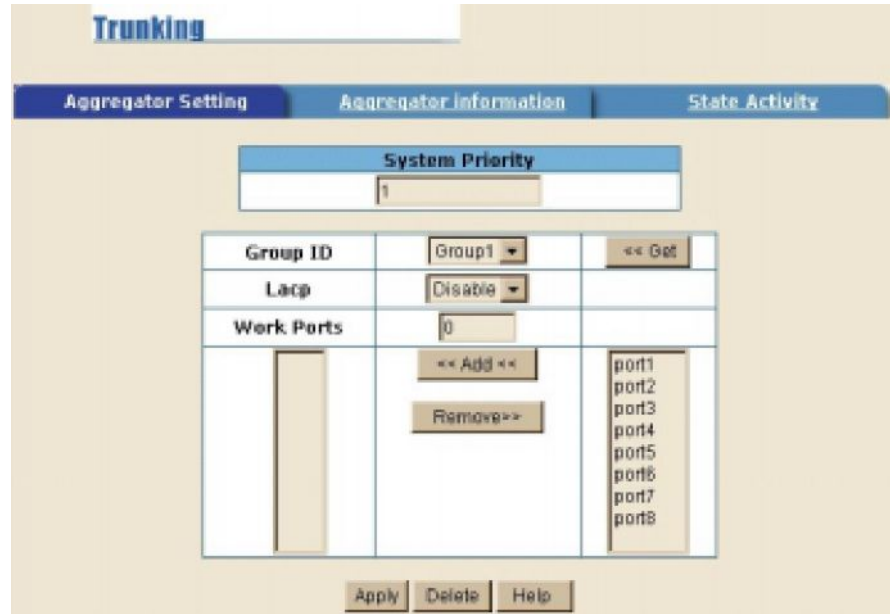 Trunking
Aggregator Setting Aggregator information State Activity
System Priority
1
Group ID Group1 << Get
Lacp Disable
Work Ports 0
<< Add <<
Remove>>
port1
port2
port3
port4
port5
port6
port7
port8
Apply Delete Help